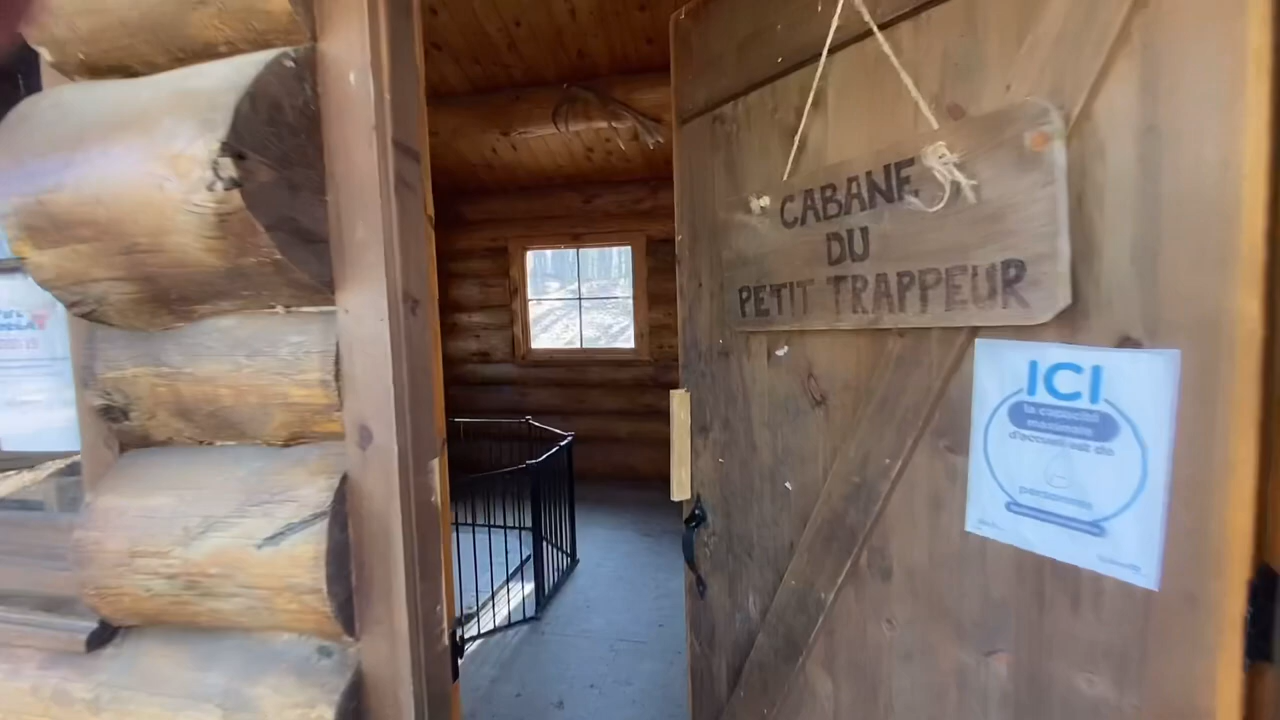 CABANE
DU
PETIT TRAPPEUR
ICI
la capacité
maximale
d'accueil est de
personnes